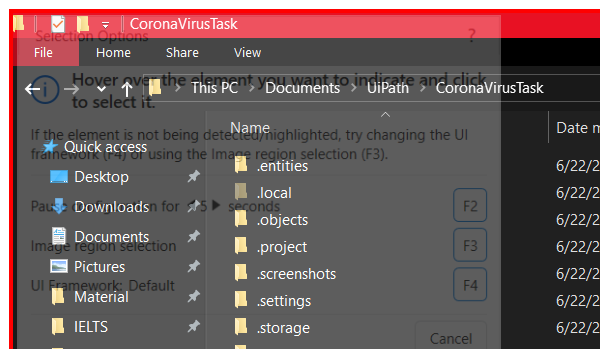 CoronaVirusTask
Selection Options ?
File Home Share View
Hover over the element you want to indicate and click
to select it.
This PC Documents UiPath CoronaVirusTask
If the element is not being detected/highlighted, try changing the UI
framework (F4) or using the Image region selection (F3).
Name Date m
Quick access
.entities 6/22/2
Desktop
.local 6/22/2
Pause configuration for 5 seconds F2
Downloads
.objects 6/22/2
Documents
Image region selection F3
.project 6/22/2
Pictures
.screenshots 6/22/2
UI Framework: Default F4
Material
.settings 6/22/2
IELTS
.storage 6/22/2
Cancel